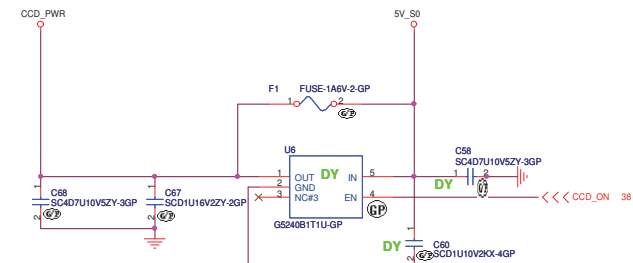 CCD_PWR
5V_S0
F1 FUSE-1A6V-2-GP
1 2
G/P
U6
C58
SC4D7U10V5ZY-3GP
1 OUT DY IN 5
DY 1 2
2 GND
3 NC#3
EN 4
GP
CCD_ON 38
G5240B1T1U-GP
1
C68
SC4D7U10V5ZY-3GP
2 G/P
1
C67
SCD1U16V2ZY-2GP
2 G/P
1
DY C60
SCD1U10V2KX-4GP
2 G/P